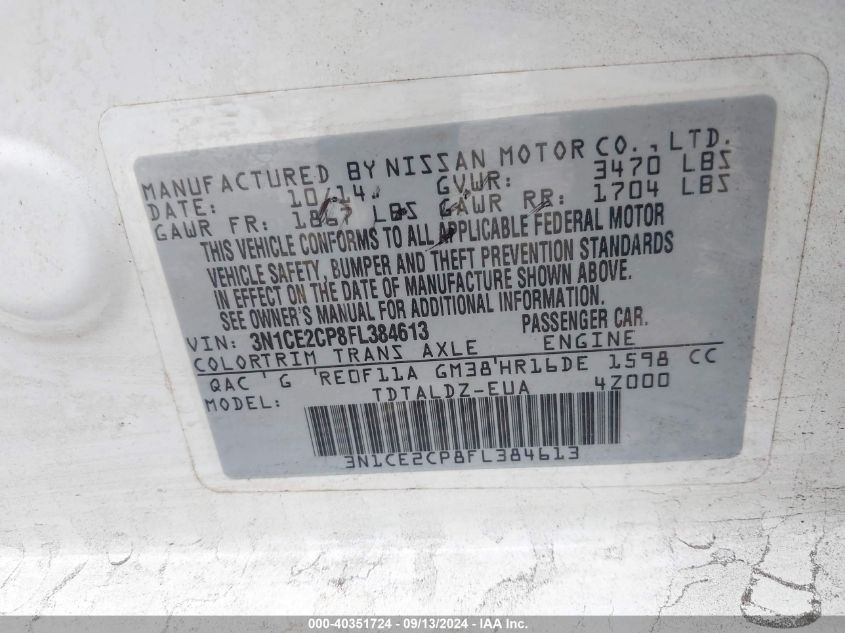 MANUFACTURED BY NISSAN MOTOR CO., LTD.
DATE: 10/14 GVWR: 3470 LBS
GAWR FR: 1867 LBS GAWR RR: 1704 LBS
THIS VEHICLE CONFORMS TO ALL APPLICABLE FEDERAL MOTOR
VEHICLE SAFETY, BUMPER AND THEFT PREVENTION STANDARDS
IN EFFECT ON THE DATE OF MANUFACTURE SHOWN ABOVE.
SEE OWNER'S MANUAL FOR ADDITIONAL INFORMATION.
VIN: 3N1CE2CP8FL384613 PASSENGER CAR.
COLORTRIM TRANS AXLE ENGINE
QAC G RE0F11A GM38 HR16DE 1598 CC
MODEL: TDTALDZ-EUA 4Z000
3N1CE2CP8FL384613
000-40351724 - 09/13/2024 - IAA Inc.